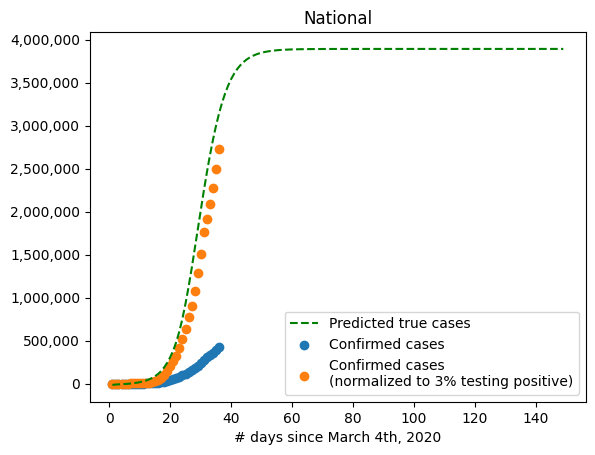 National
4,000,000
3,500,000
3,000,000
2,500,000
2,000,000
1,500,000
1,000,000
500,000
0
Predicted true cases
Confirmed cases
Confirmed cases
(normalized to 3% testing positive)
0 20 40 60 80 100 120 140
# days since March 4th, 2020